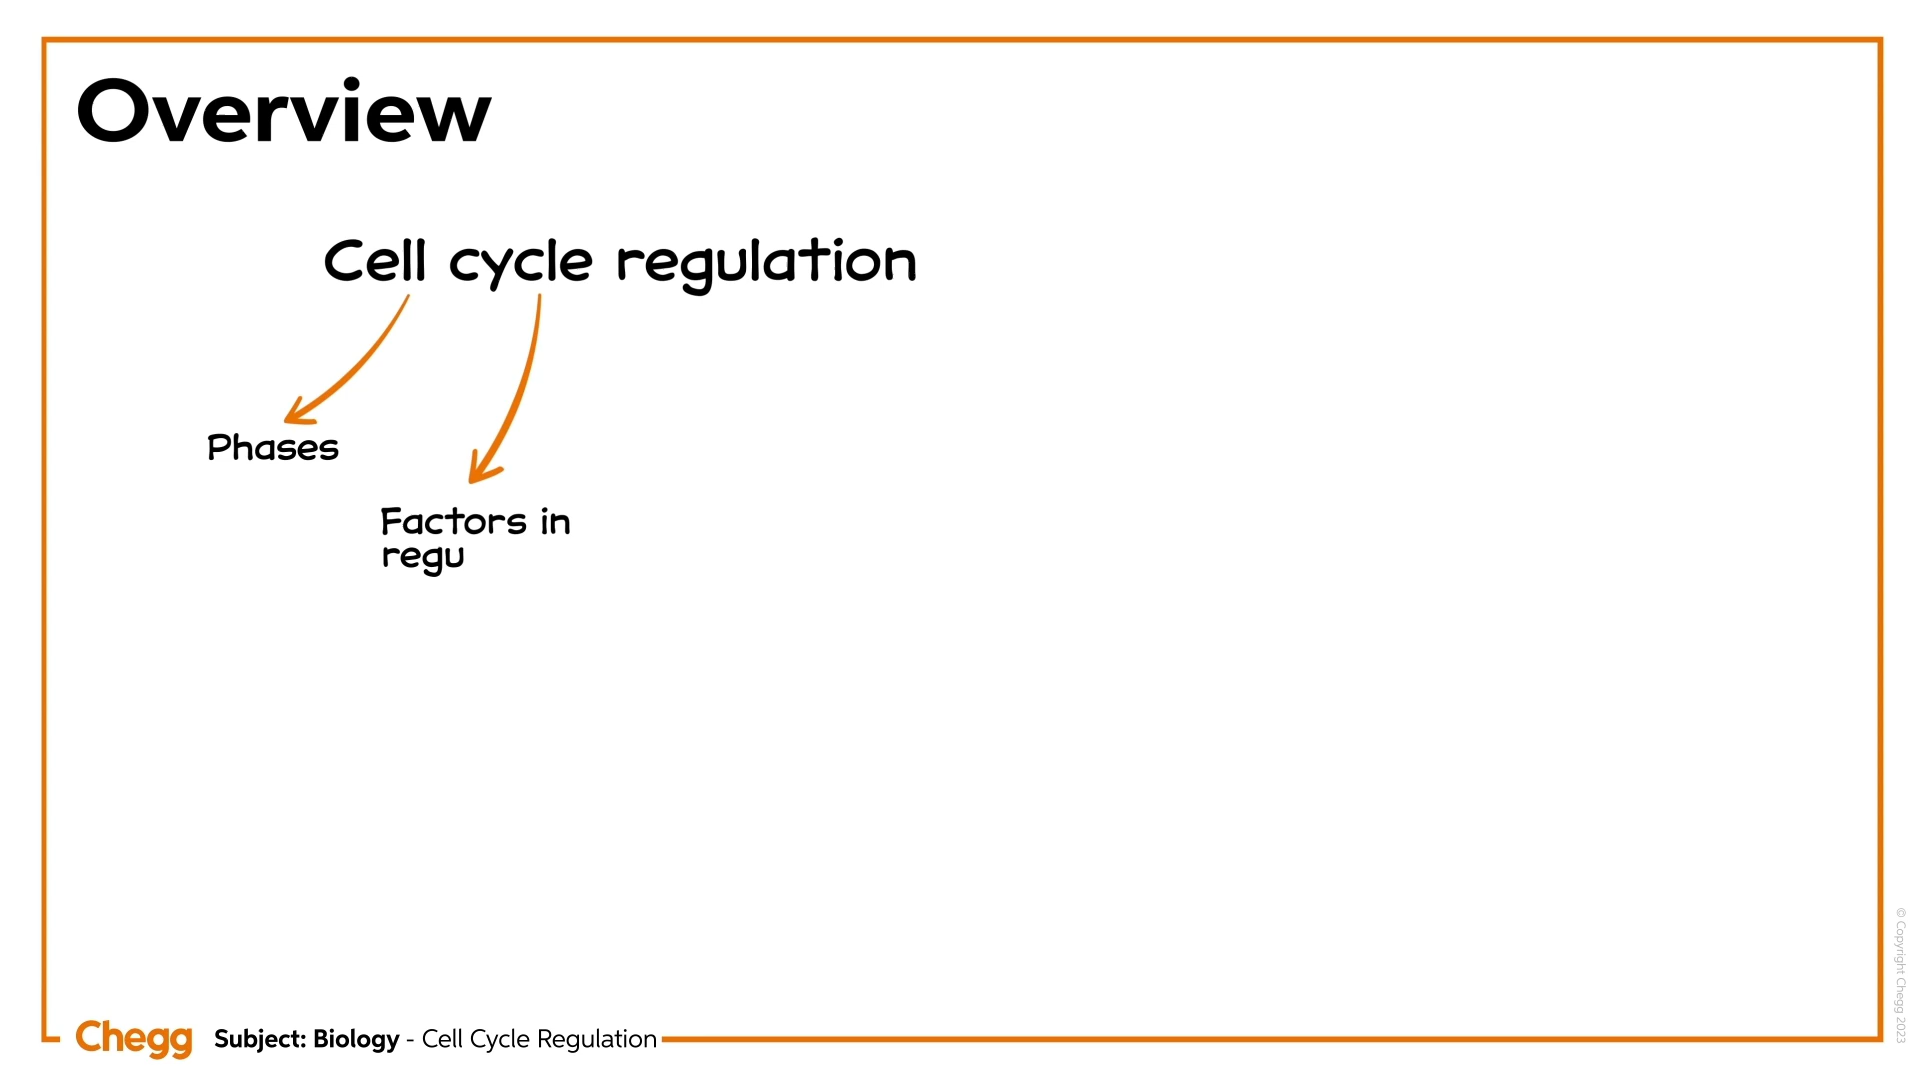 Overview
Cell cycle regulation
Phases
Factors in
regu
Chegg Subject: Biology - Cell Cycle Regulation
© Copyright Chegg 2023